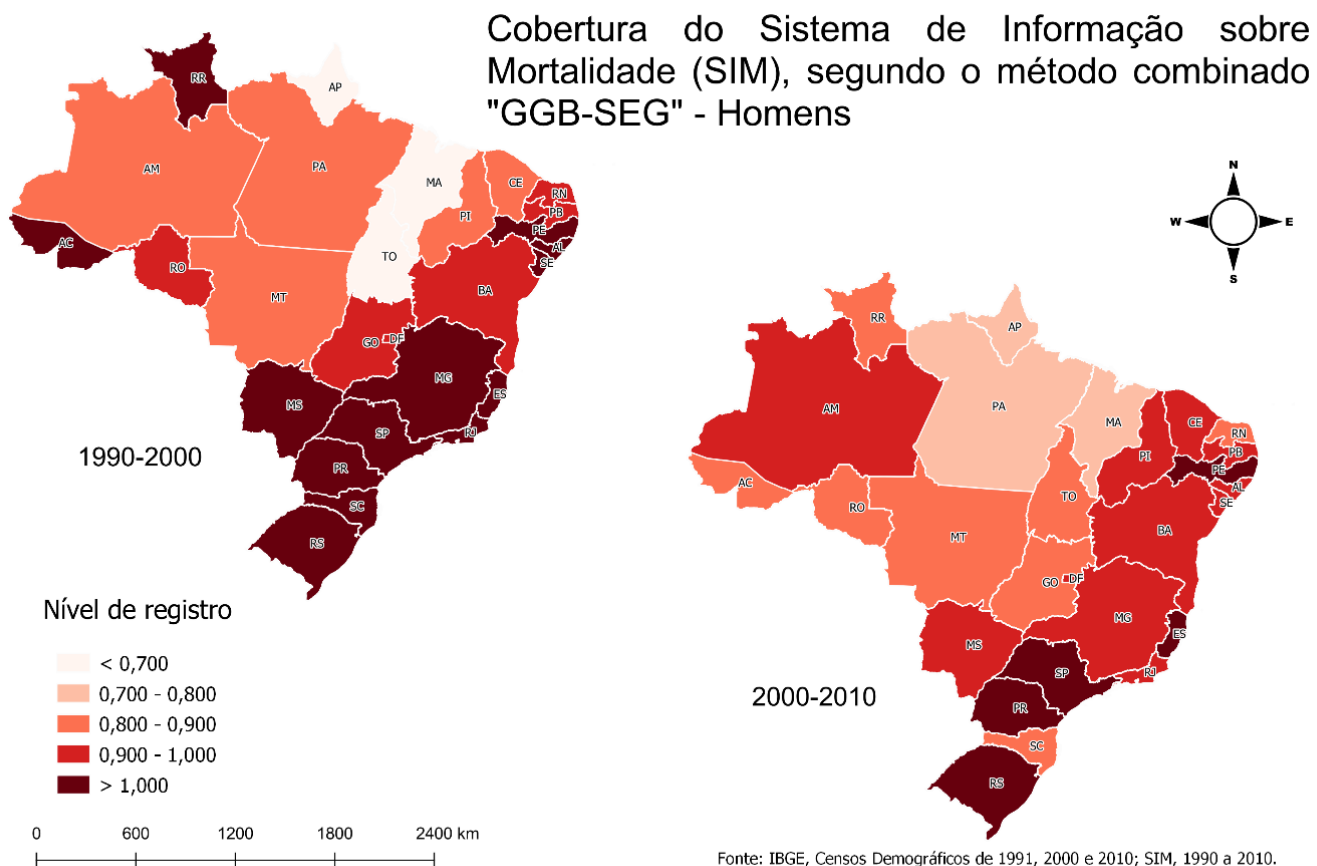 Cobertura do Sistema de Informação sobre
Mortalidade (SIM), segundo o método combinado
"GGB-SEG" - Homens
RR
AP
AM
PA
MA
CE
RN
PB
PI
PE
AL
SE
AC
TO
RO
BA
MT
GO
DF
MG
ES
MS
SP
RJ
PR
SC
RS
1990-2000
N
W
E
S
RR
AP
AM
PA
MA
CE
RN
PB
PI
PE
AL
SE
AC
TO
RO
BA
MT
GO
DF
MG
ES
MS
SP
RJ
PR
SC
RS
2000-2010
Nível de registro
< 0,700
0,700 - 0,800
0,800 - 0,900
0,900 - 1,000
> 1,000
0 600 1200 1800 2400 km
Fonte: IBGE, Censos Demográficos de 1991, 2000 e 2010; SIM, 1990 a 2010.